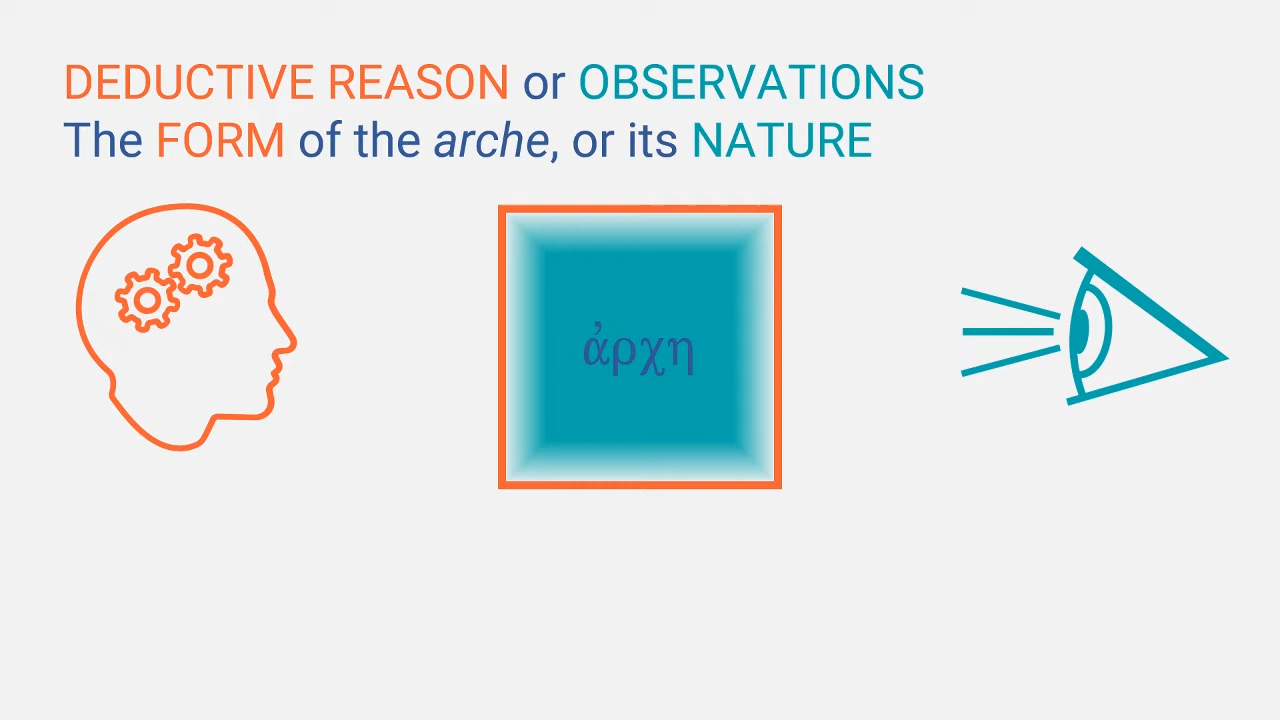 DEDUCTIVE REASON or OBSERVATIONS
The FORM of the arche, or its NATURE
ἀρχη